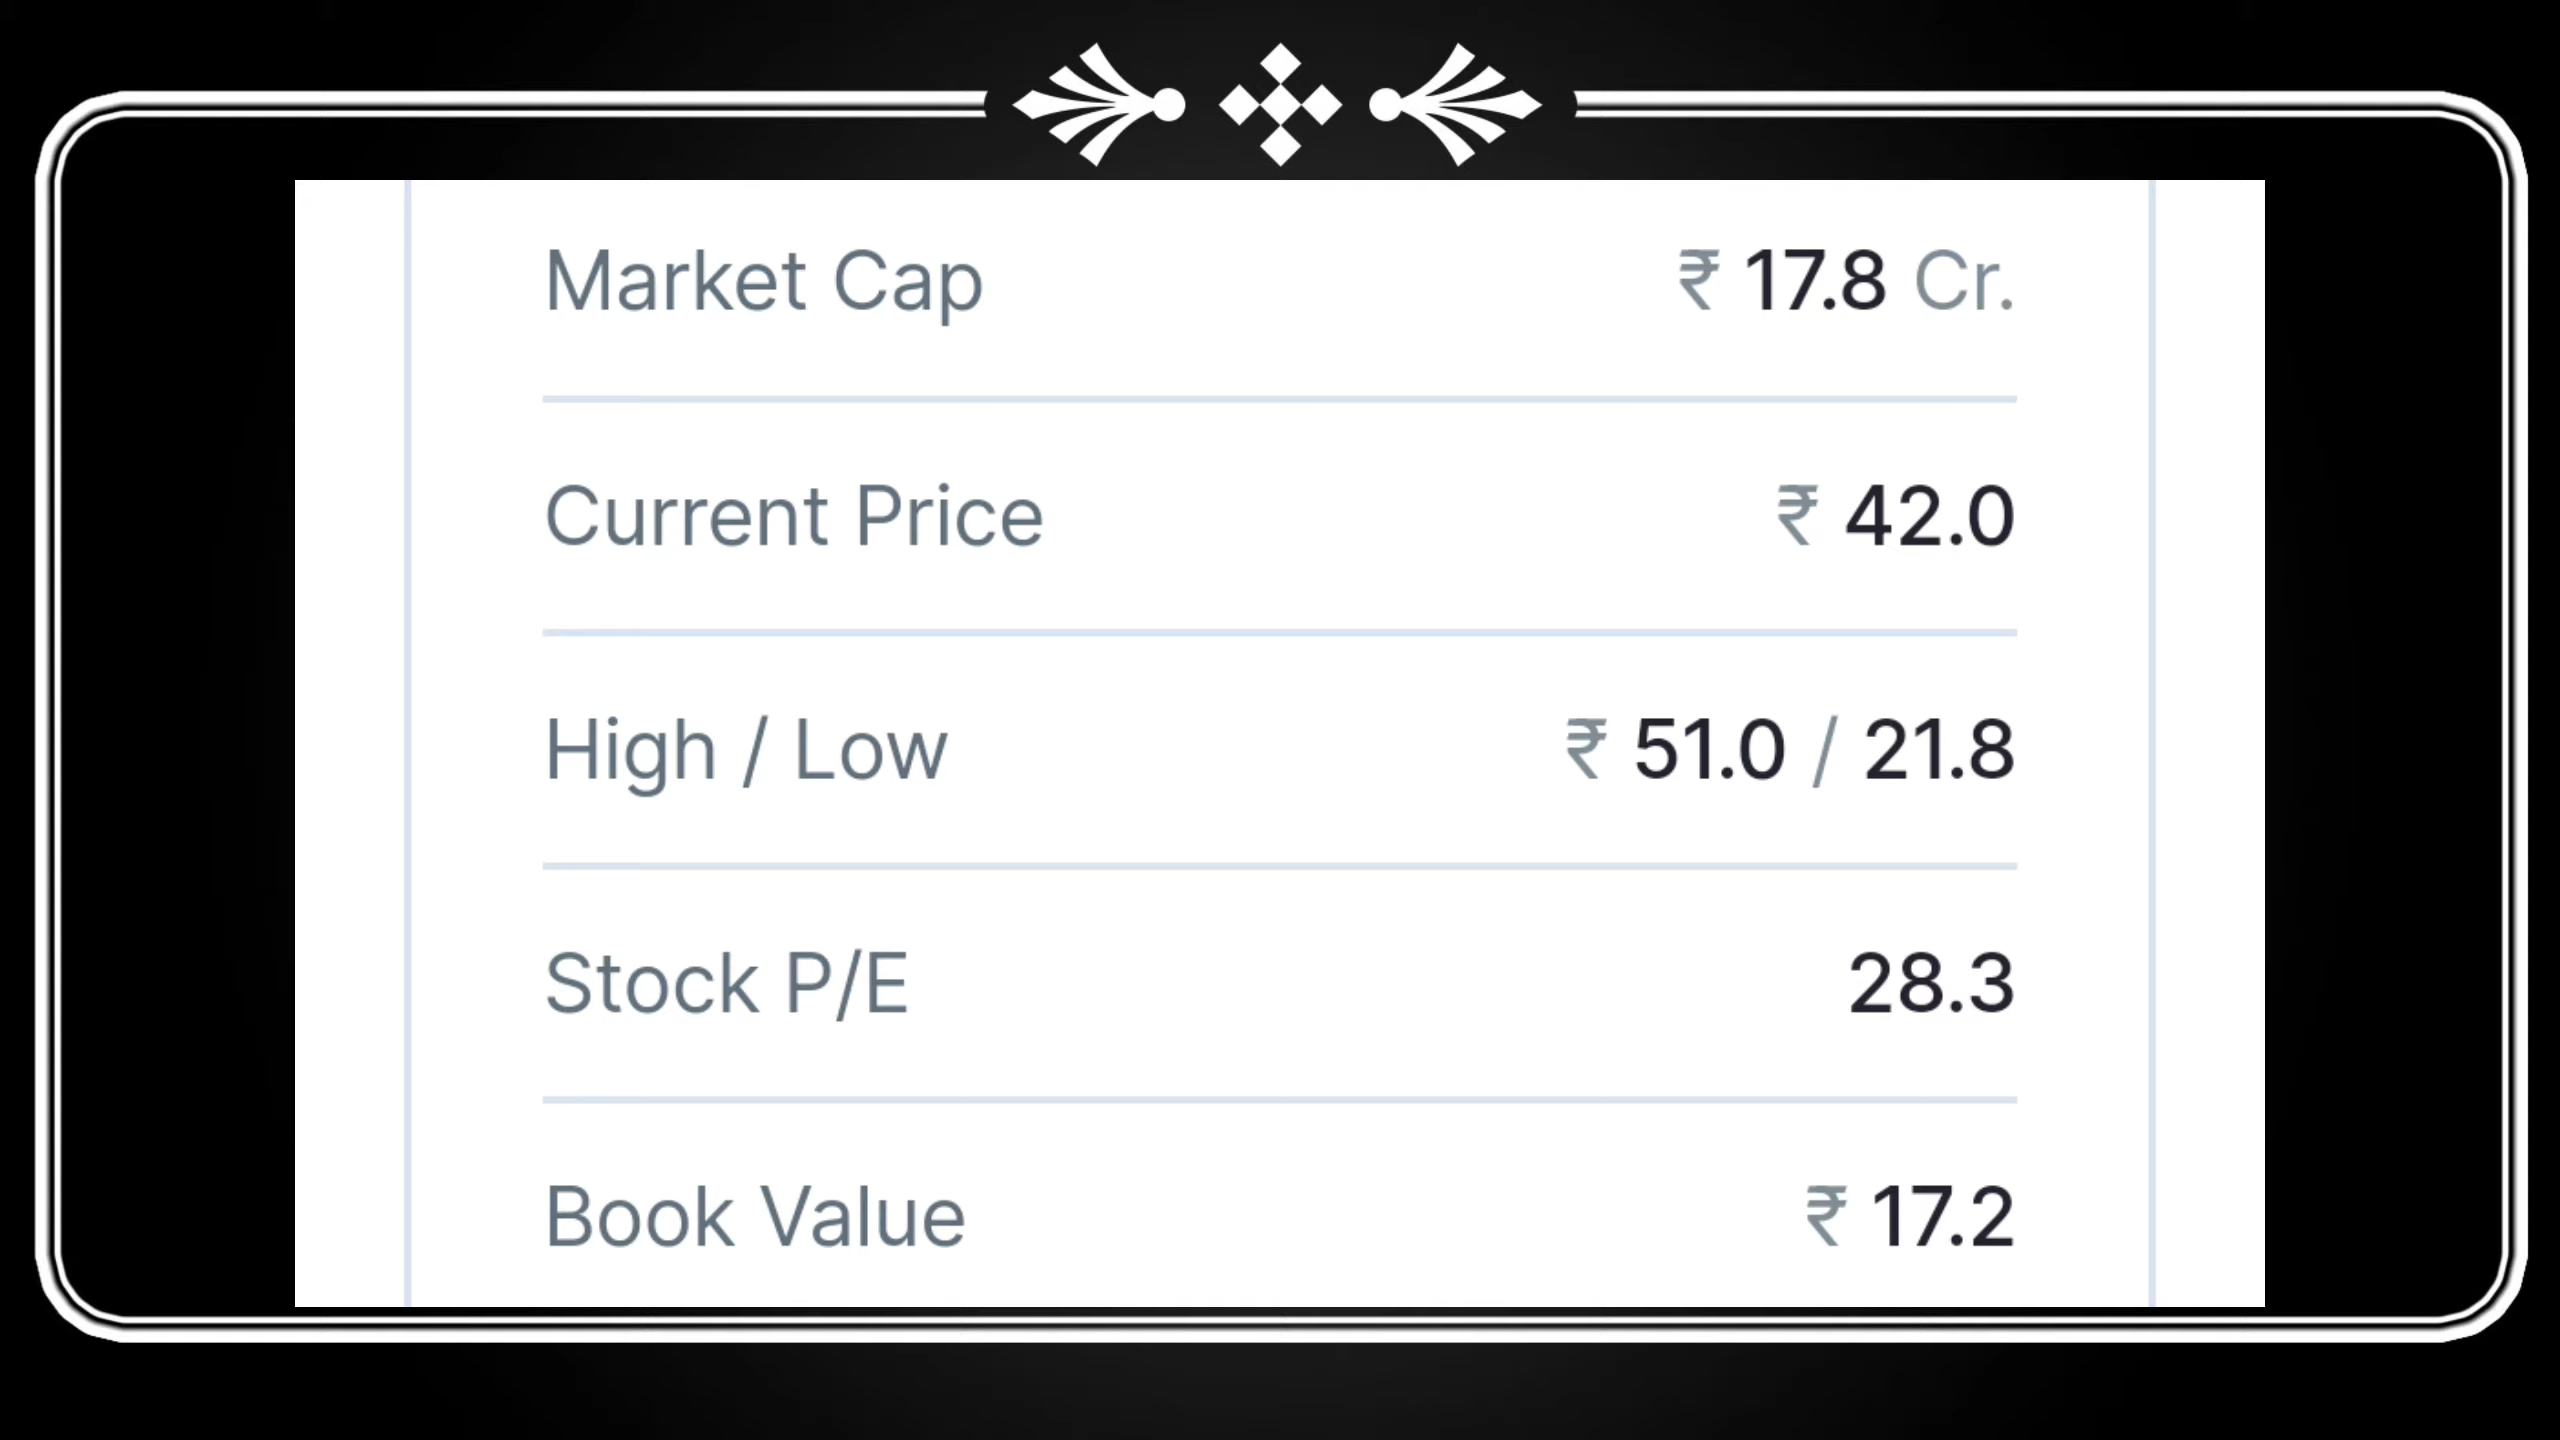 Market Cap ₹ 17.8 Cr.
Current Price ₹ 42.0
High / Low ₹ 51.0 / 21.8
Stock P/E 28.3
Book Value ₹ 17.2